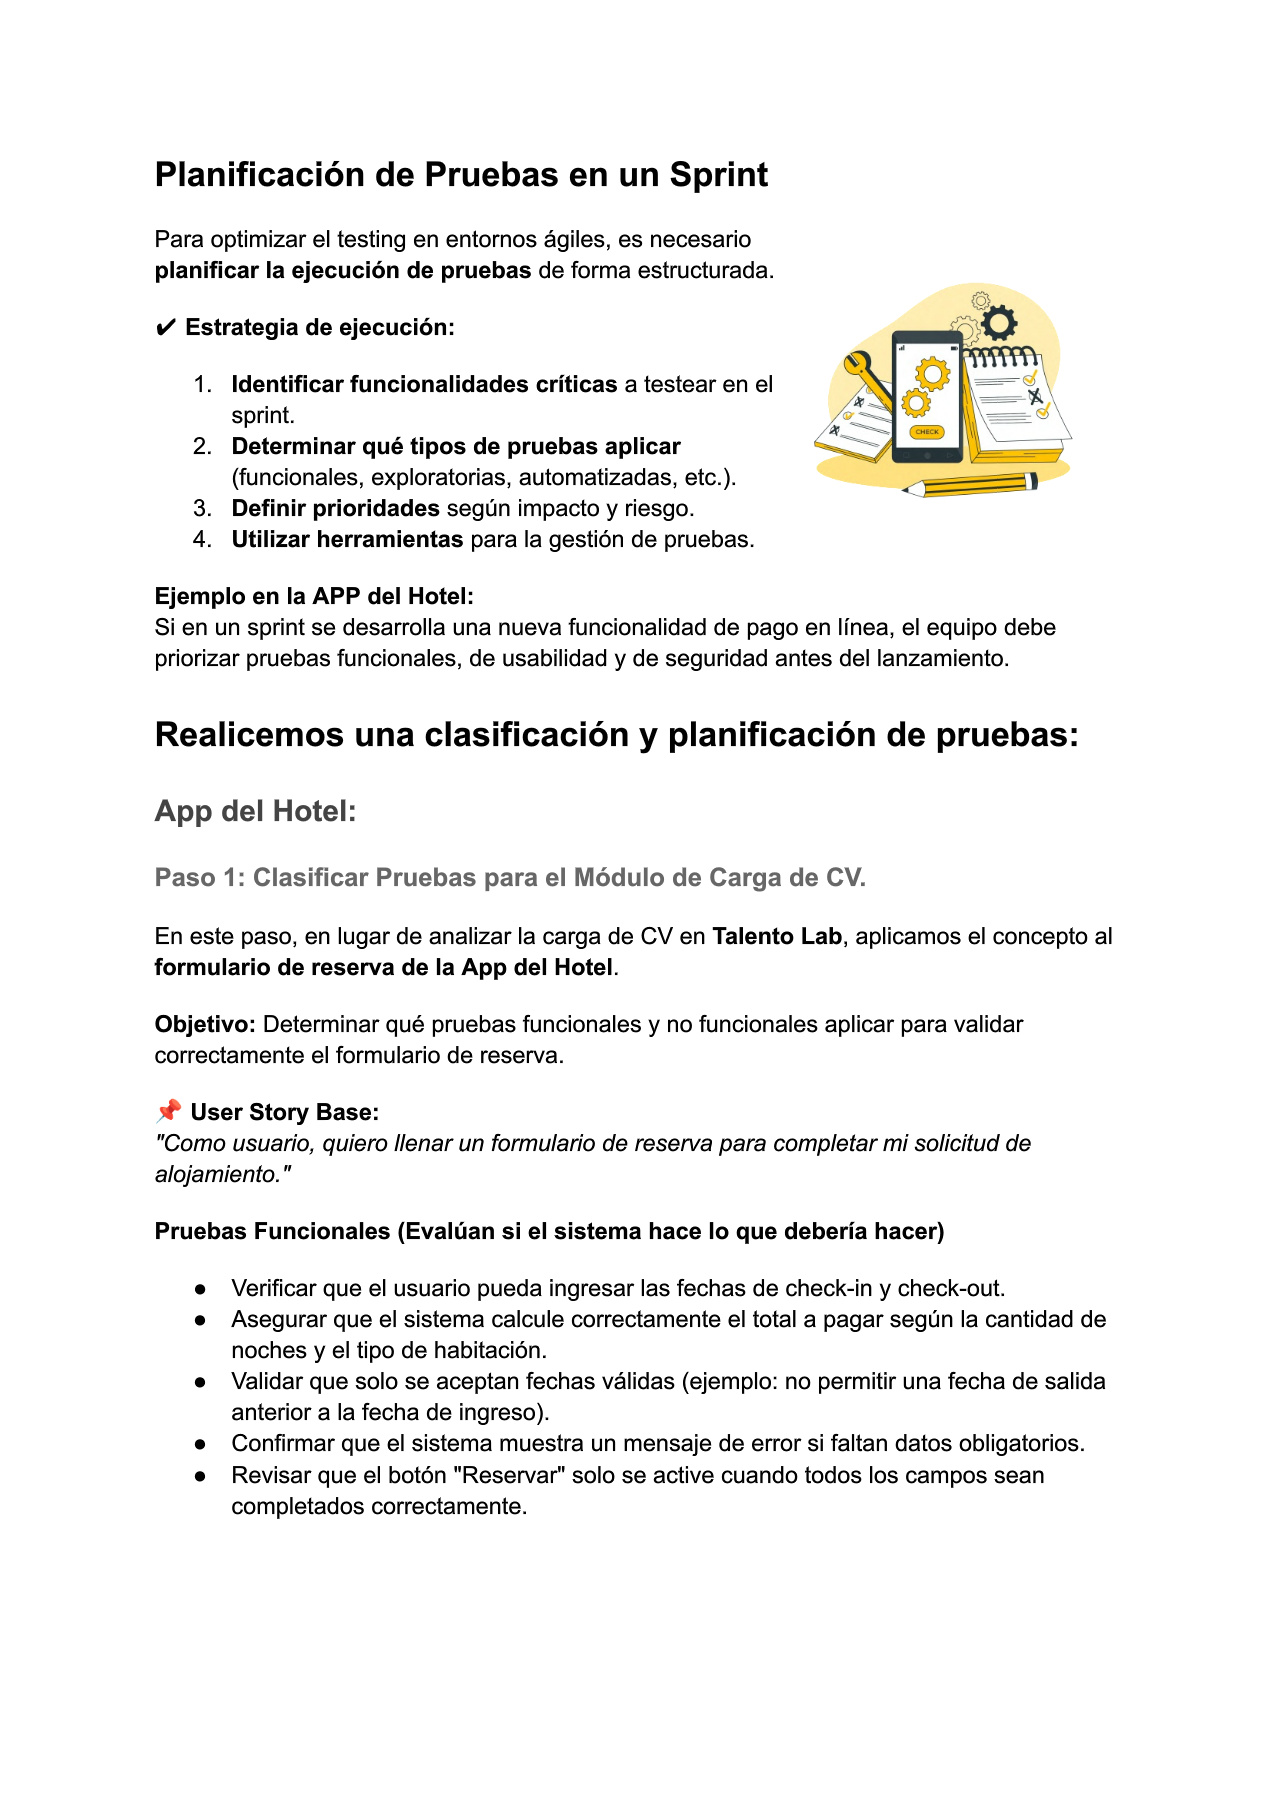 Planificación de Pruebas en un Sprint
Para optimizar el testing en entornos ágiles, es necesario
planificar la ejecución de pruebas de forma estructurada.
✔ Estrategia de ejecución:
1. Identificar funcionalidades críticas a testear en el
sprint.
2. Determinar qué tipos de pruebas aplicar
(funcionales, exploratorias, automatizadas, etc.).
3. Definir prioridades según impacto y riesgo.
4. Utilizar herramientas para la gestión de pruebas.
CHECK
Ejemplo en la APP del Hotel:
Si en un sprint se desarrolla una nueva funcionalidad de pago en línea, el equipo debe
priorizar pruebas funcionales, de usabilidad y de seguridad antes del lanzamiento.
Realicemos una clasificación y planificación de pruebas:
App del Hotel:
Paso 1: Clasificar Pruebas para el Módulo de Carga de CV.
En este paso, en lugar de analizar la carga de CV en Talento Lab, aplicamos el concepto al
formulario de reserva de la App del Hotel.
Objetivo: Determinar qué pruebas funcionales y no funcionales aplicar para validar
correctamente el formulario de reserva.
📌 User Story Base:
"Como usuario, quiero llenar un formulario de reserva para completar mi solicitud de
alojamiento."
Pruebas Funcionales (Evalúan si el sistema hace lo que debería hacer)
● Verificar que el usuario pueda ingresar las fechas de check-in y check-out.
● Asegurar que el sistema calcule correctamente el total a pagar según la cantidad de
noches y el tipo de habitación.
● Validar que solo se aceptan fechas válidas (ejemplo: no permitir una fecha de salida
anterior a la fecha de ingreso).
● Confirmar que el sistema muestra un mensaje de error si faltan datos obligatorios.
● Revisar que el botón "Reservar" solo se active cuando todos los campos sean
completados correctamente.